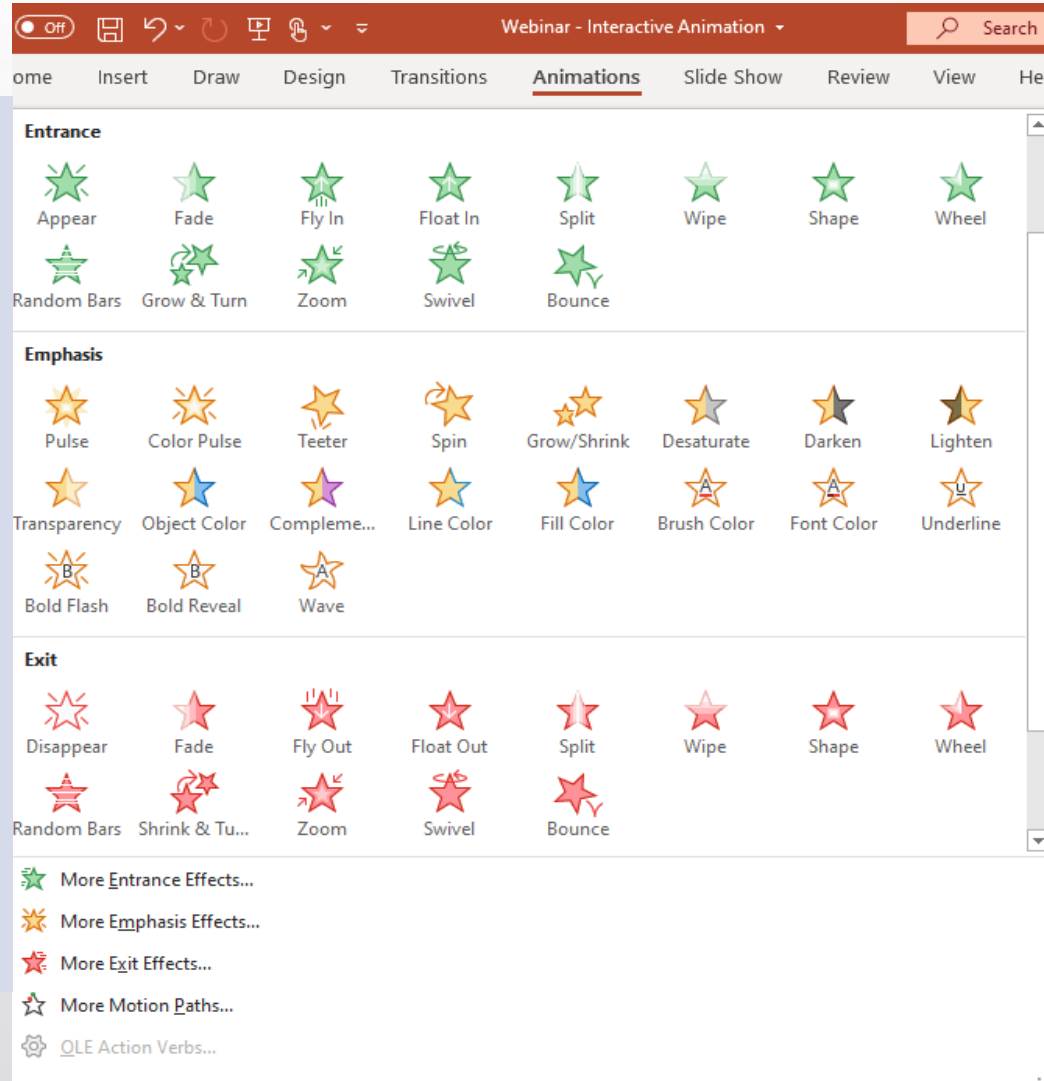 Off Webinar - Interactive Animation Search
ome Insert Draw Design Transitions Animations Slide Show Review View He
Entrance
Appear Fade Fly In Float In Split Wipe Shape Wheel
Random Bars Grow & Turn Zoom Swivel Bounce
Emphasis
Pulse Color Pulse Teeter Spin Grow/Shrink Desaturate Darken Lighten
Transparency Object Color Compleme... Line Color Fill Color Brush Color Font Color Underline
Bold Flash Bold Reveal Wave
Exit
Disappear Fade Fly Out Float Out Split Wipe Shape Wheel
Random Bars Shrink & Tu... Zoom Swivel Bounce
More Entrance Effects...
More Emphasis Effects...
More Exit Effects...
More Motion Paths...
OLE Action Verbs...